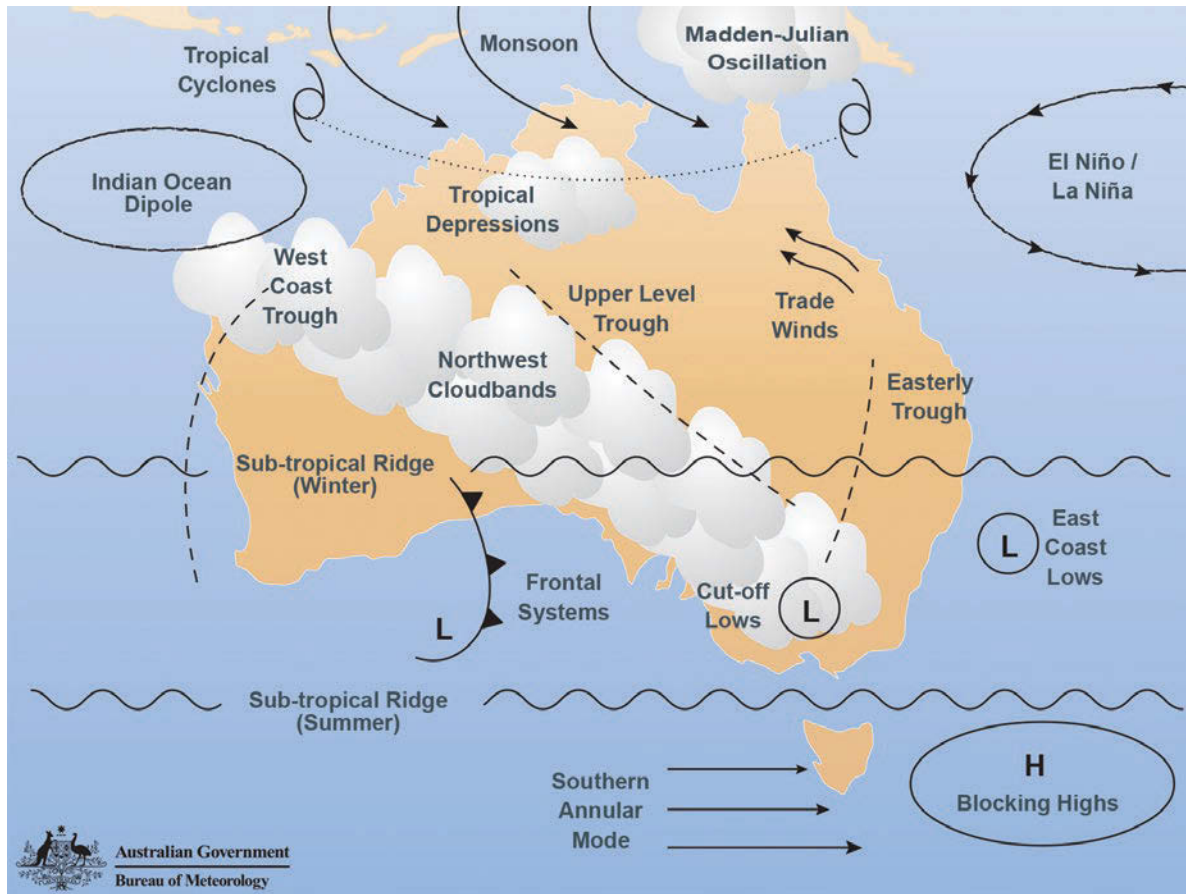 Tropical
Cyclones
Monsoon
Madden-Julian
Oscillation
Indian Ocean
Dipole
El Niño /
La Niña
Tropical
Depressions
West
Coast
Trough
Upper Level
Trough
Trade
Winds
Northwest
Cloudbands
Easterly
Trough
Sub-tropical Ridge
(Winter)
L
East
Coast
Lows
Frontal
Systems
L
Cut-off
Lows
L
Sub-tropical Ridge
(Summer)
Southern
Annular
Mode
H
Blocking Highs
Australian Government
Bureau of Meteorology